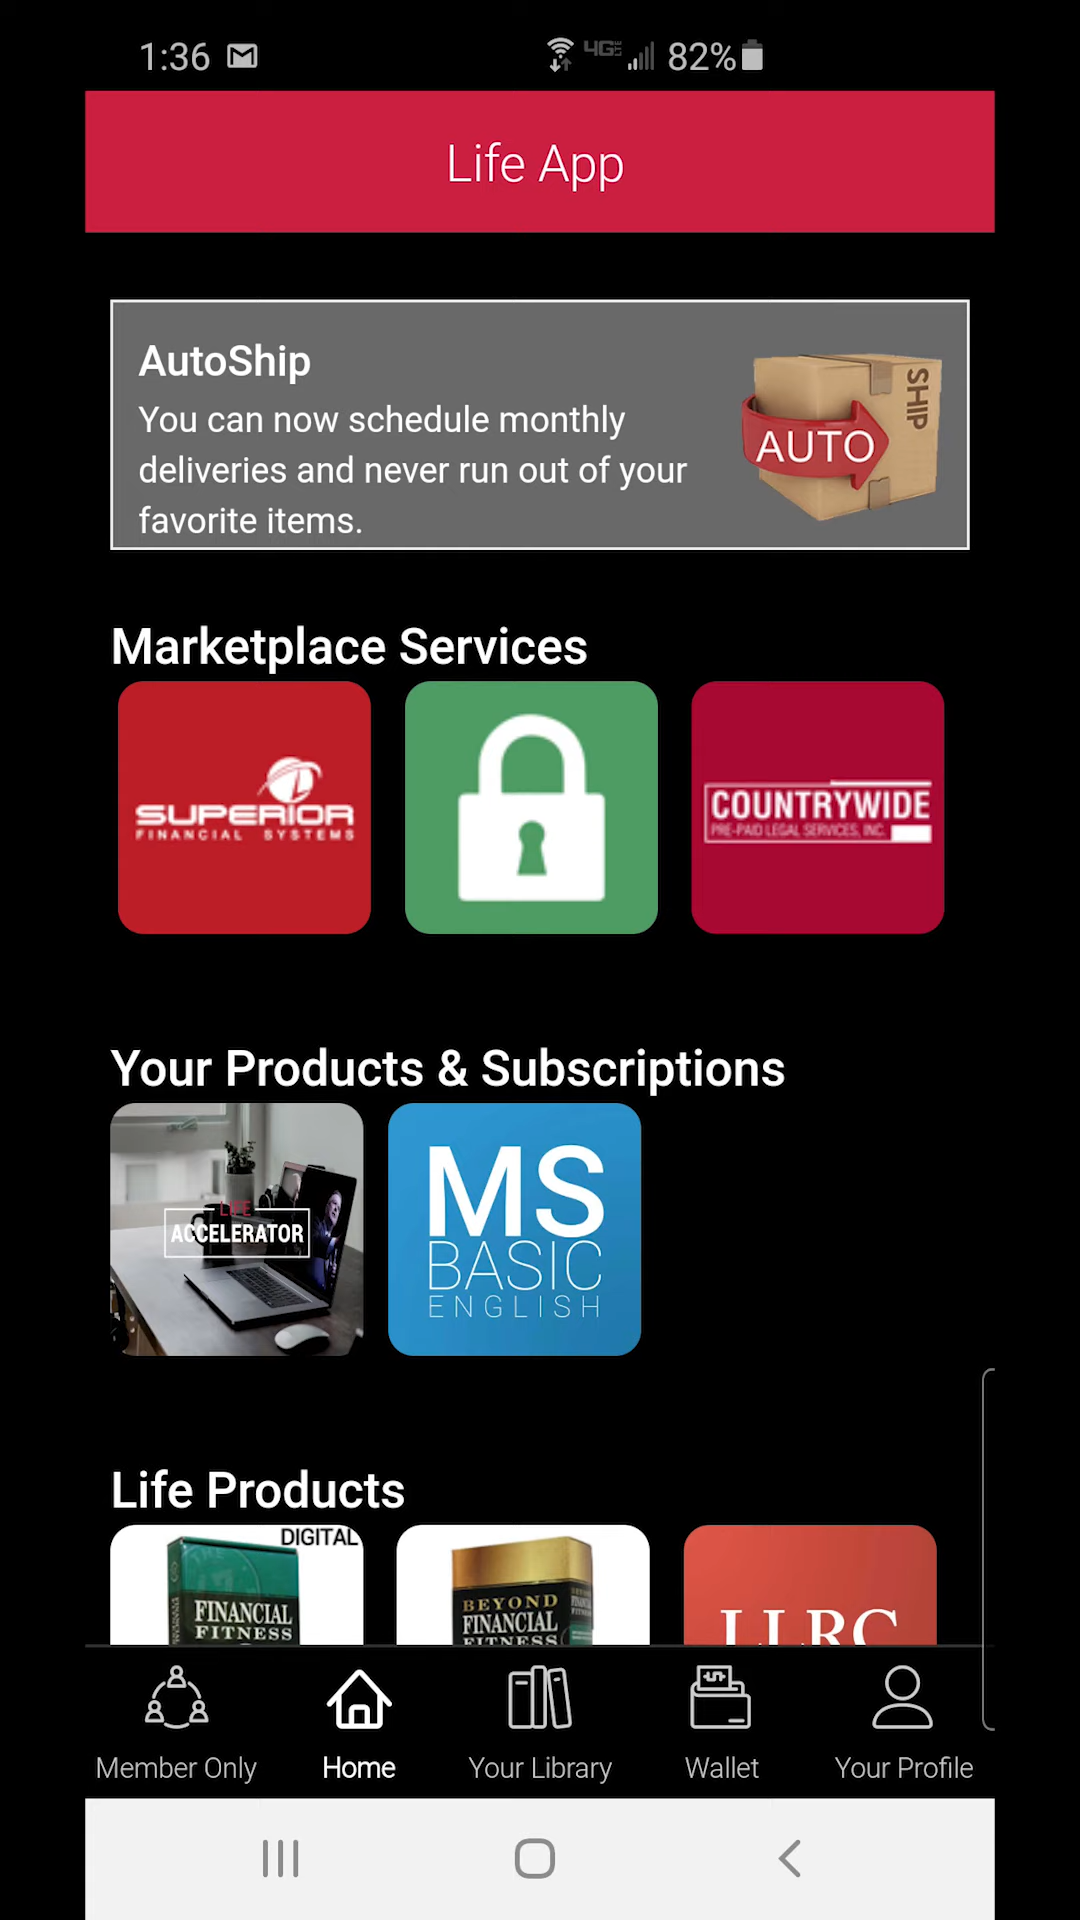 1:36
4G LTE
82%
Life App
AutoShip
You can now schedule monthly
deliveries and never run out of your
favorite items.
SHIP
AUTO
Marketplace Services
SUPERIOR
FINANCIAL SYSTEMS
COUNTRYWIDE
PRE-PAID LEGAL SERVICES, INC.
Your Products & Subscriptions
LIFE
ACCELERATOR
MS
BASIC
ENGLISH
Life Products
DIGITAL
FINANCIAL
FITNESS
BEYOND
FINANCIAL
FITNESS
LLRC
Member Only
Home
Your Library
Wallet
Your Profile